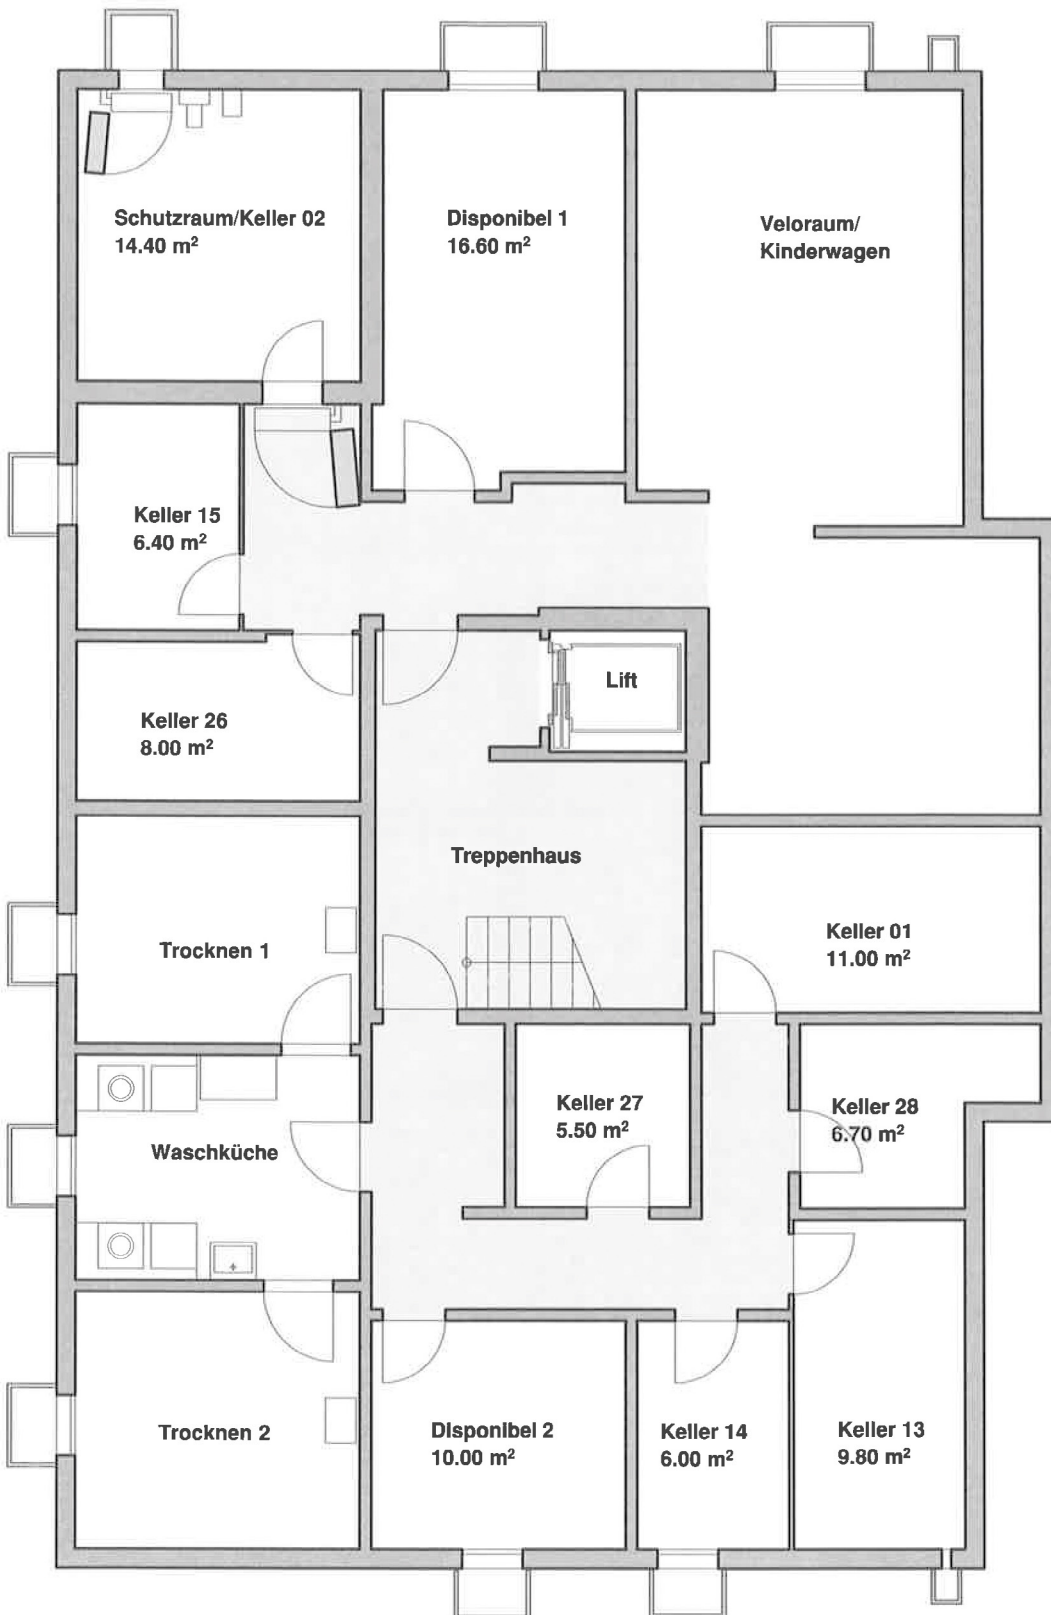 Schutzraum/Keller 02
14.40 m²
Disponibel 1
16.60 m²
Veloraum/
Kinderwagen
Keller 15
6.40 m²
Keller 26
8.00 m²
Lift
Treppenhaus
Trocknen 1
Keller 01
11.00 m²
Keller 27
5.50 m²
Keller 28
6.70 m²
Waschküche
Trocknen 2
Disponibel 2
10.00 m²
Keller 14
6.00 m²
Keller 13
9.80 m²